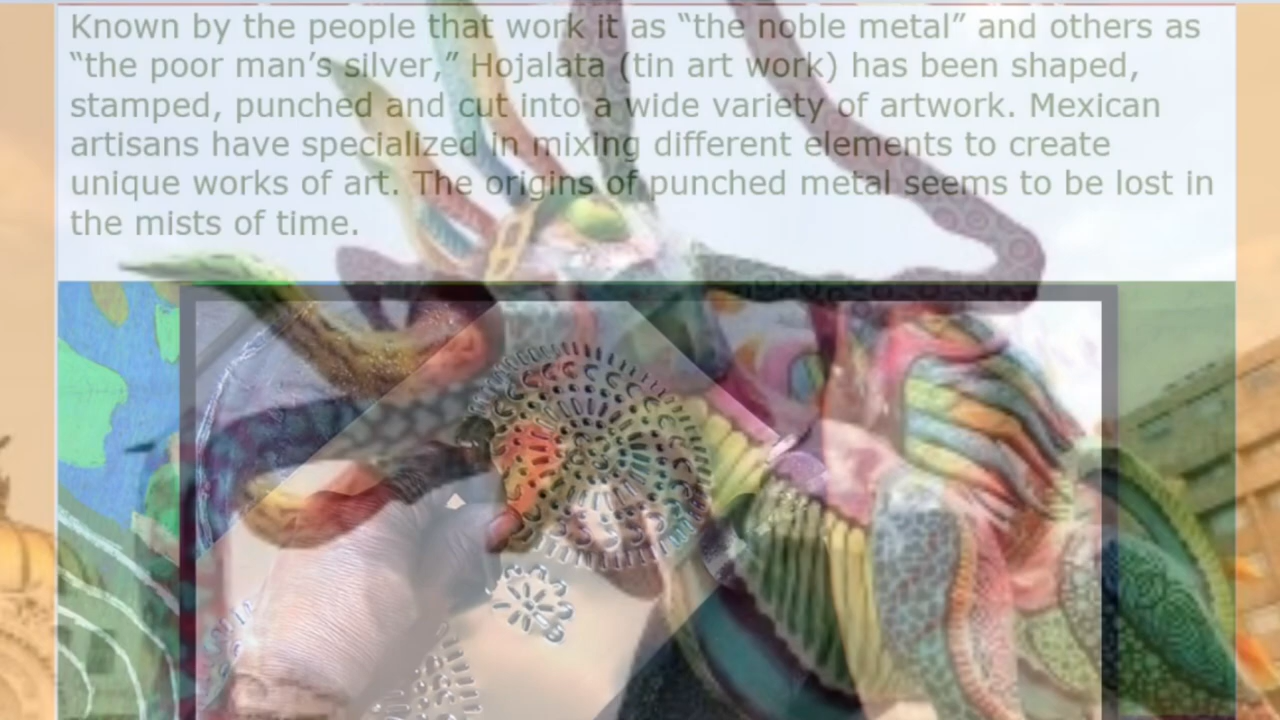 Known by the people that work it as “the noble metal” and others as
“the poor man’s silver,” Hojalata (tin art work) has been shaped,
stamped, punched and cut into a wide variety of artwork. Mexican
artisans have specialized in mixing different elements to create
unique works of art. The origins of punched metal seems to be lost in
the mists of time.